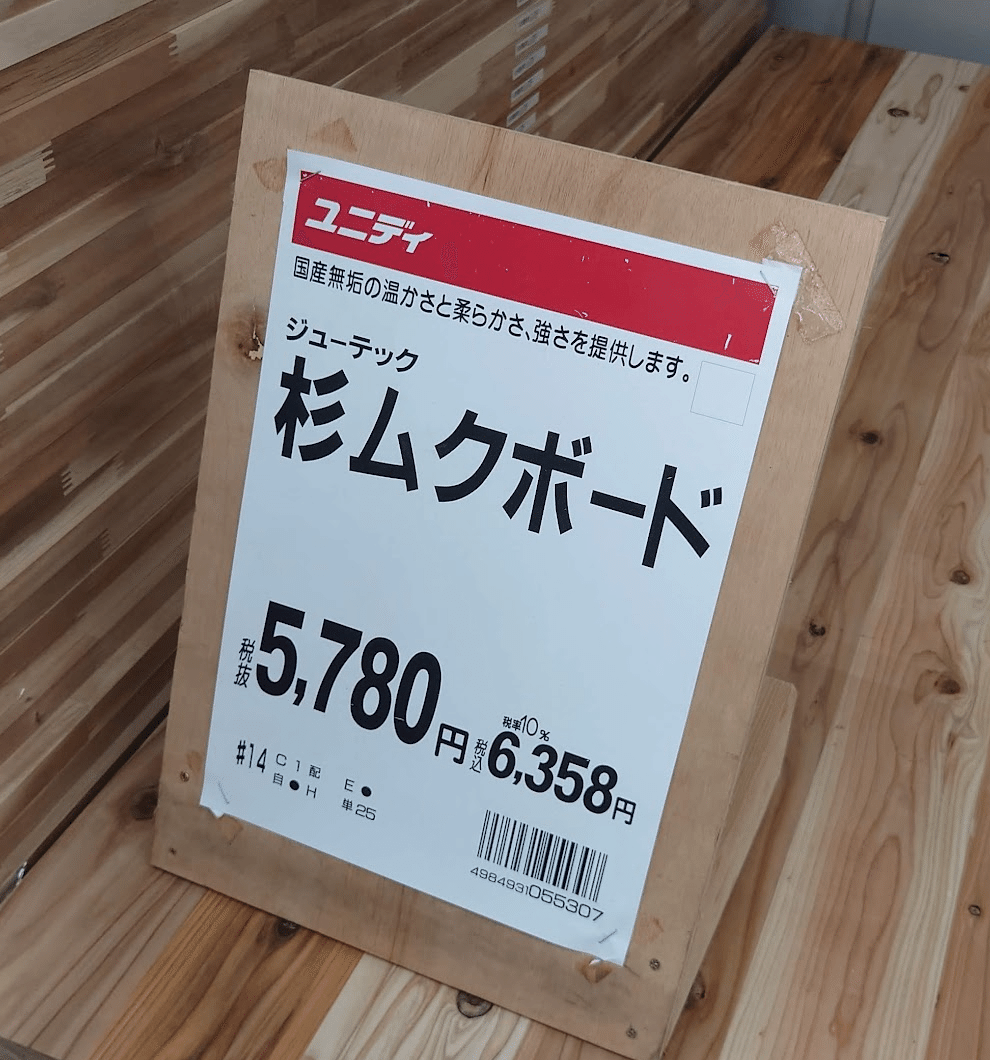 ユニディ
国産無垢の温かさと柔らかさ、強さを提供します。
ジューテック
杉ムクボード
税抜5,780円
税率10%
税込6,358円
#14 C1配 E●
自●H 単25
4984931055307